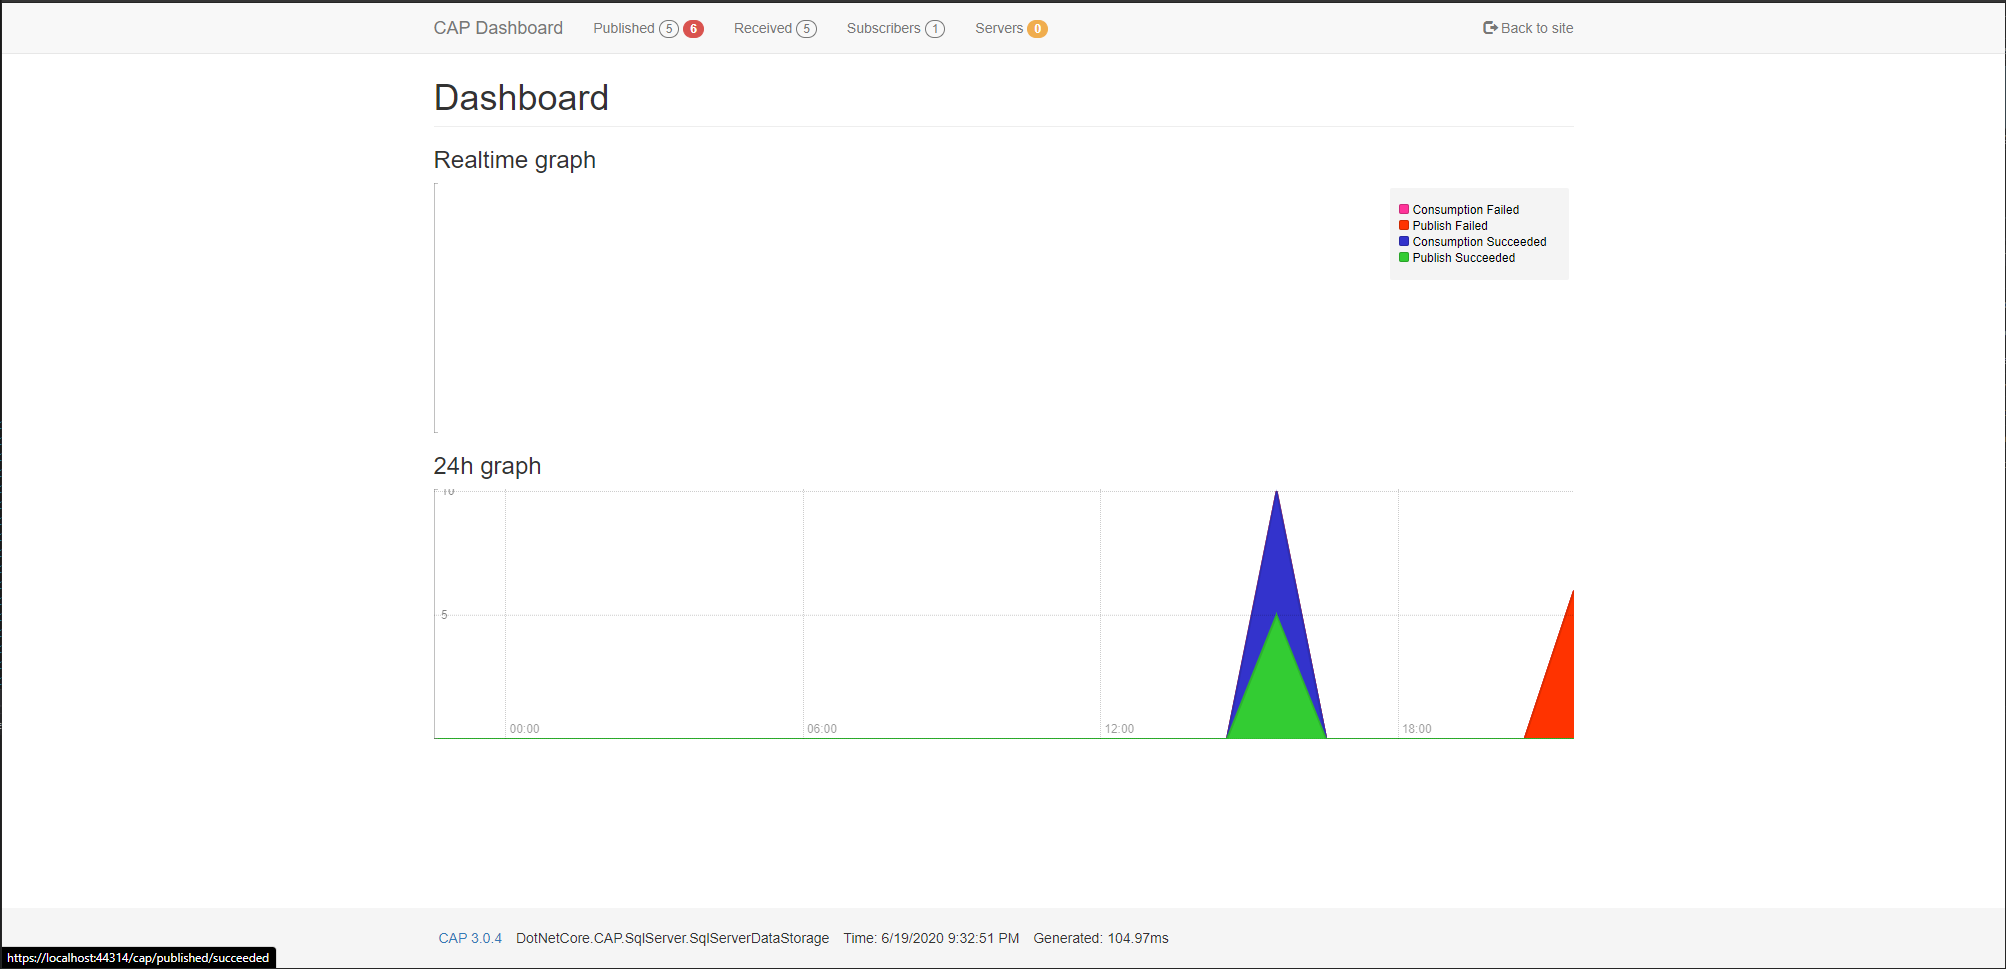 CAP Dashboard Published 5 6 Received 5 Subscribers 1 Servers 0 Back to site
Dashboard
Realtime graph
Consumption Failed
Publish Failed
Consumption Succeeded
Publish Succeeded
24h graph
10
5
00:00 06:00 12:00 18:00
CAP 3.0.4 DotNetCore.CAP.SqlServer.SqlServerDataStorage Time: 6/19/2020 9:32:51 PM Generated: 104.97ms
https://localhost:44314/cap/published/succeeded